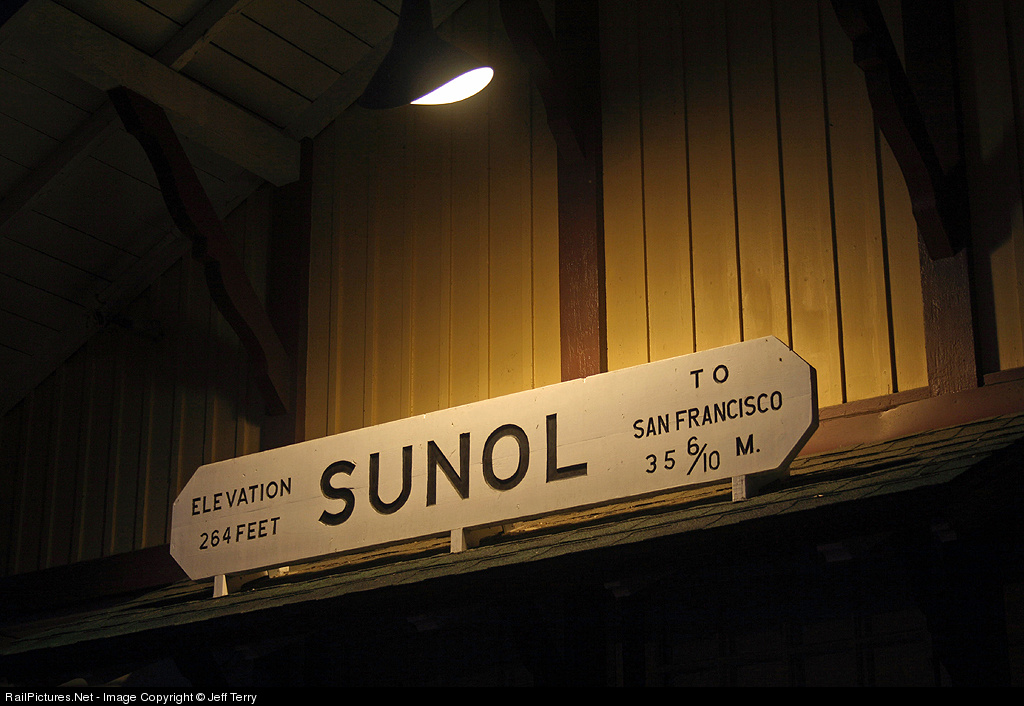 ELEVATION
264 FEET
SUNOL
TO
SAN FRANCISCO
35 6/10 M.
RailPictures.Net - Image Copyright © Jeff Terry